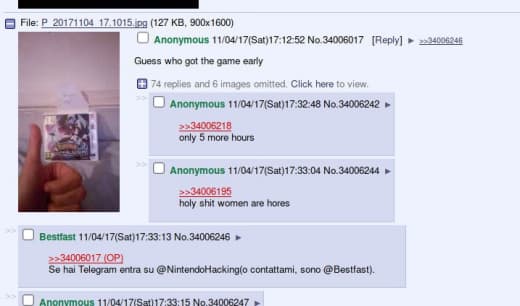 File: P_20171104_17.1015.jpg (127 KB, 900x1600)
Anonymous 11/04/17(Sat)17:12:52 No.34006017 [Reply] ▶ >>34006246
Guess who got the game early
74 replies and 6 images omitted. Click here to view.
>> Anonymous 11/04/17(Sat)17:32:48 No.34006242 ▶
>>34006218
only 5 more hours
>> Anonymous 11/04/17(Sat)17:33:04 No.34006244 ▶
>>34006195
holy shit women are hores
>> Bestfast 11/04/17(Sat)17:33:13 No.34006246 ▶
>>34006017 (OP)
Se hai Telegram entra su @NintendoHacking(o contattami, sono @Bestfast).
>> Anonymous 11/04/17(Sat)17:33:15 No.34006247 ▶